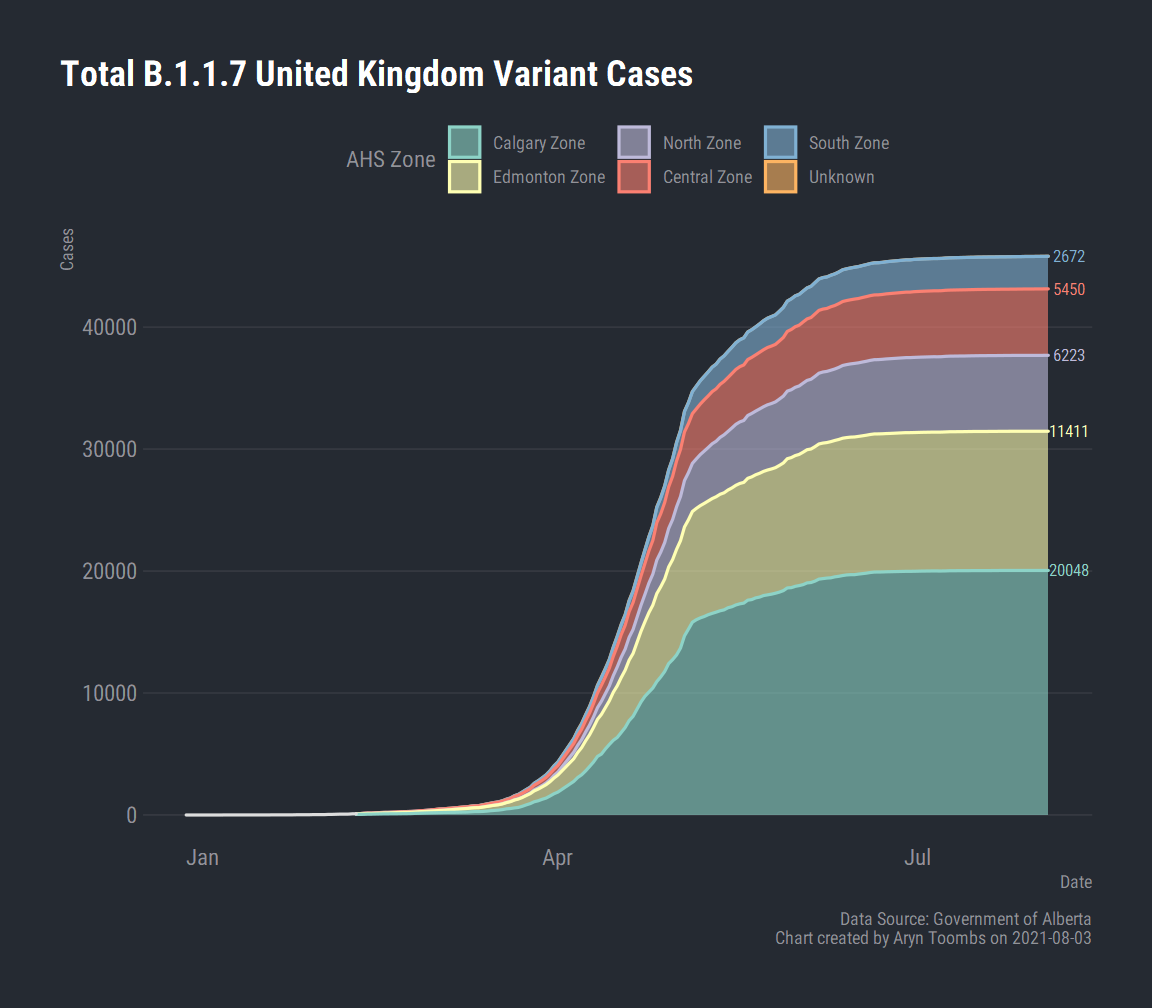 Total B.1.1.7 United Kingdom Variant Cases
AHS Zone
Calgary Zone North Zone South Zone
Edmonton Zone Central Zone Unknown
Cases
2672
5450
40000
6223
30000
11411
20000
20048
10000
0
Jan Apr Jul
Date
Data Source: Government of Alberta
Chart created by Aryn Toombs on 2021-08-03